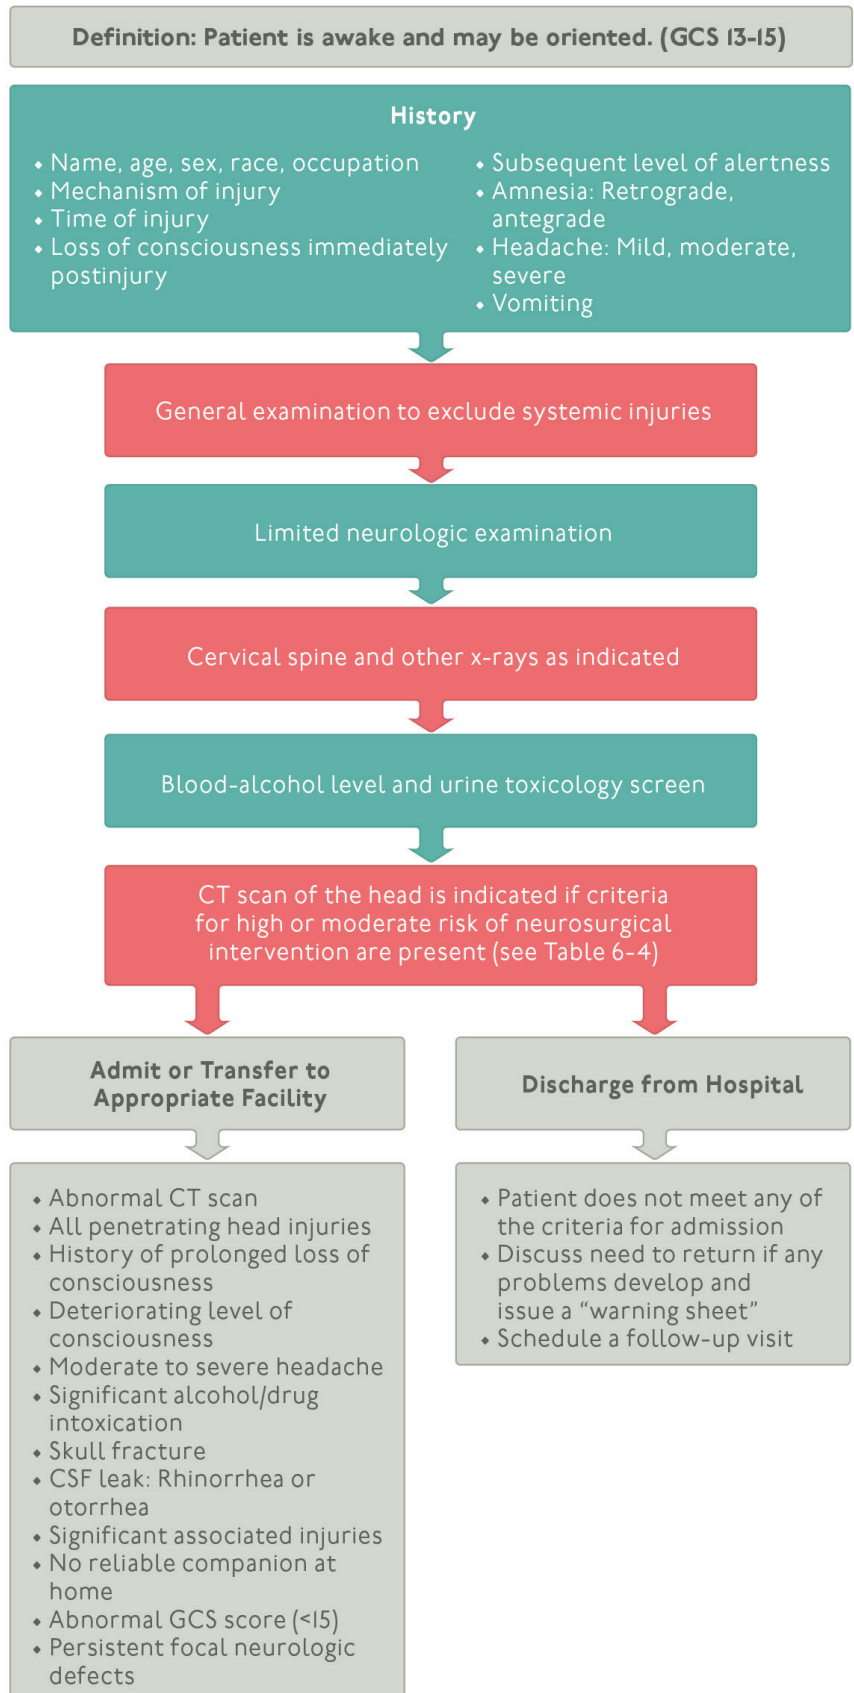 Definition: Patient is awake and may be oriented. (GCS 13-15)
History
• Name, age, sex, race, occupation
• Mechanism of injury
• Time of injury
• Loss of consciousness immediately
postinjury
• Subsequent level of alertness
• Amnesia: Retrograde,
antegrade
• Headache: Mild, moderate,
severe
• Vomiting
General examination to exclude systemic injuries
Limited neurologic examination
Cervical spine and other x-rays as indicated
Blood-alcohol level and urine toxicology screen
CT scan of the head is indicated if criteria
for high or moderate risk of neurosurgical
intervention are present (see Table 6-4)
Admit or Transfer to
Appropriate Facility
• Abnormal CT scan
• All penetrating head injuries
• History of prolonged loss of
consciousness
• Deteriorating level of
consciousness
• Moderate to severe headache
• Significant alcohol/drug
intoxication
• Skull fracture
• CSF leak: Rhinorrhea or
otorrhea
• Significant associated injuries
• No reliable companion at
home
• Abnormal GCS score (<15)
• Persistent focal neurologic
defects
Discharge from Hospital
• Patient does not meet any of
the criteria for admission
• Discuss need to return if any
problems develop and
issue a “warning sheet”
• Schedule a follow-up visit